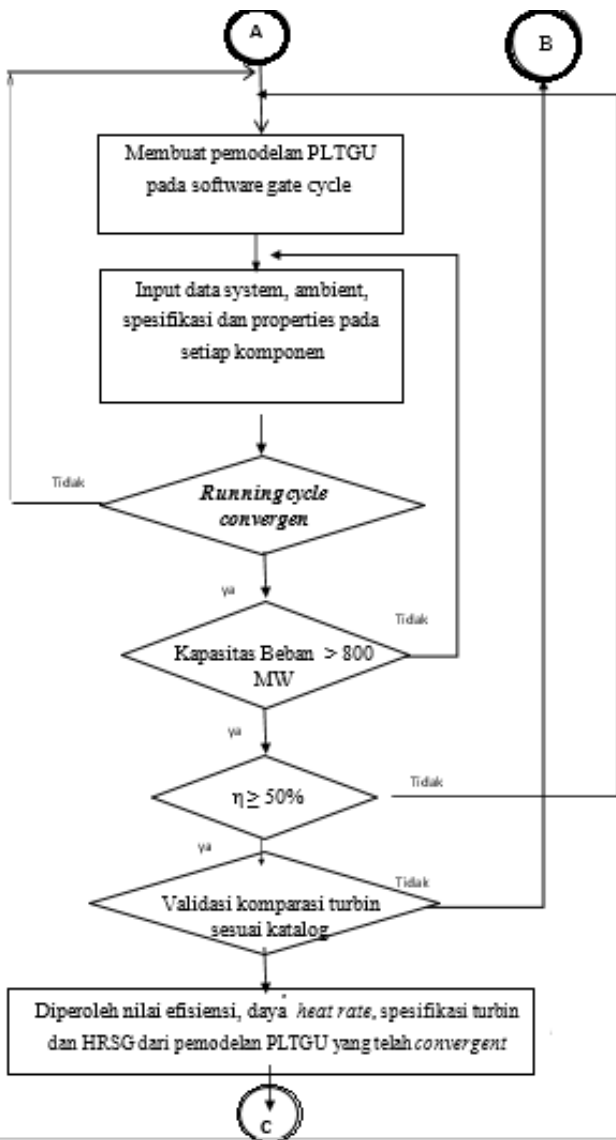 A
B
Membuat pemodelan PLTGU
pada software gate cycle
Input data system, ambient,
spesifikasi dan properties pada
setiap komponen
Tidak
Running cycle
convergen
ya
Tidak
Kapasitas Beban > 800
MW
ya
Tidak
η ≥ 50%
ya
Tidak
Validasi komparasi turbin
sesuai katalog
Diperoleh nilai efisiensi, daya heat rate, spesifikasi turbin
dan HRSG dari pemodelan PLTGU yang telah convergent
C